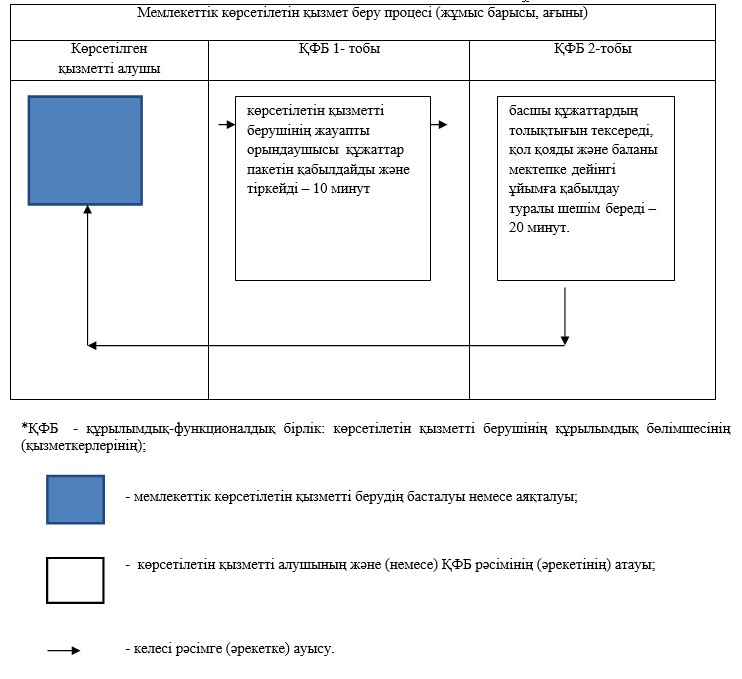 Мемлекеттік көрсетілетін қызмет беру процесі (жұмыс барысы, ағыны)
Көрсетілген
қызметті алушы
ҚФБ 1- тобы
ҚФБ 2-тобы
көрсетілетін қызметті
берушінің жауапты
орындаушысы құжаттар
пакетін қабылдайды және
тіркейді – 10 минут
басшы құжаттардың
толықтығын тексереді,
қол қояды және баланы
мектепке дейінгі
ұйымға қабылдау
туралы шешім береді –
20 минут.
*ҚФБ - құрылымдық-функционалдық бірлік: көрсетілетін қызметті берушінің құрылымдық бөлімшесінің
(қызметкерлерінің);
- мемлекеттік көрсетілетін қызметті берудің басталуы немесе аяқталуы;
- көрсетілетін қызметті алушының және (немесе) ҚФБ рәсімінің (әрекетінің) атауы;
- келесі рәсімге (әрекетке) ауысу.